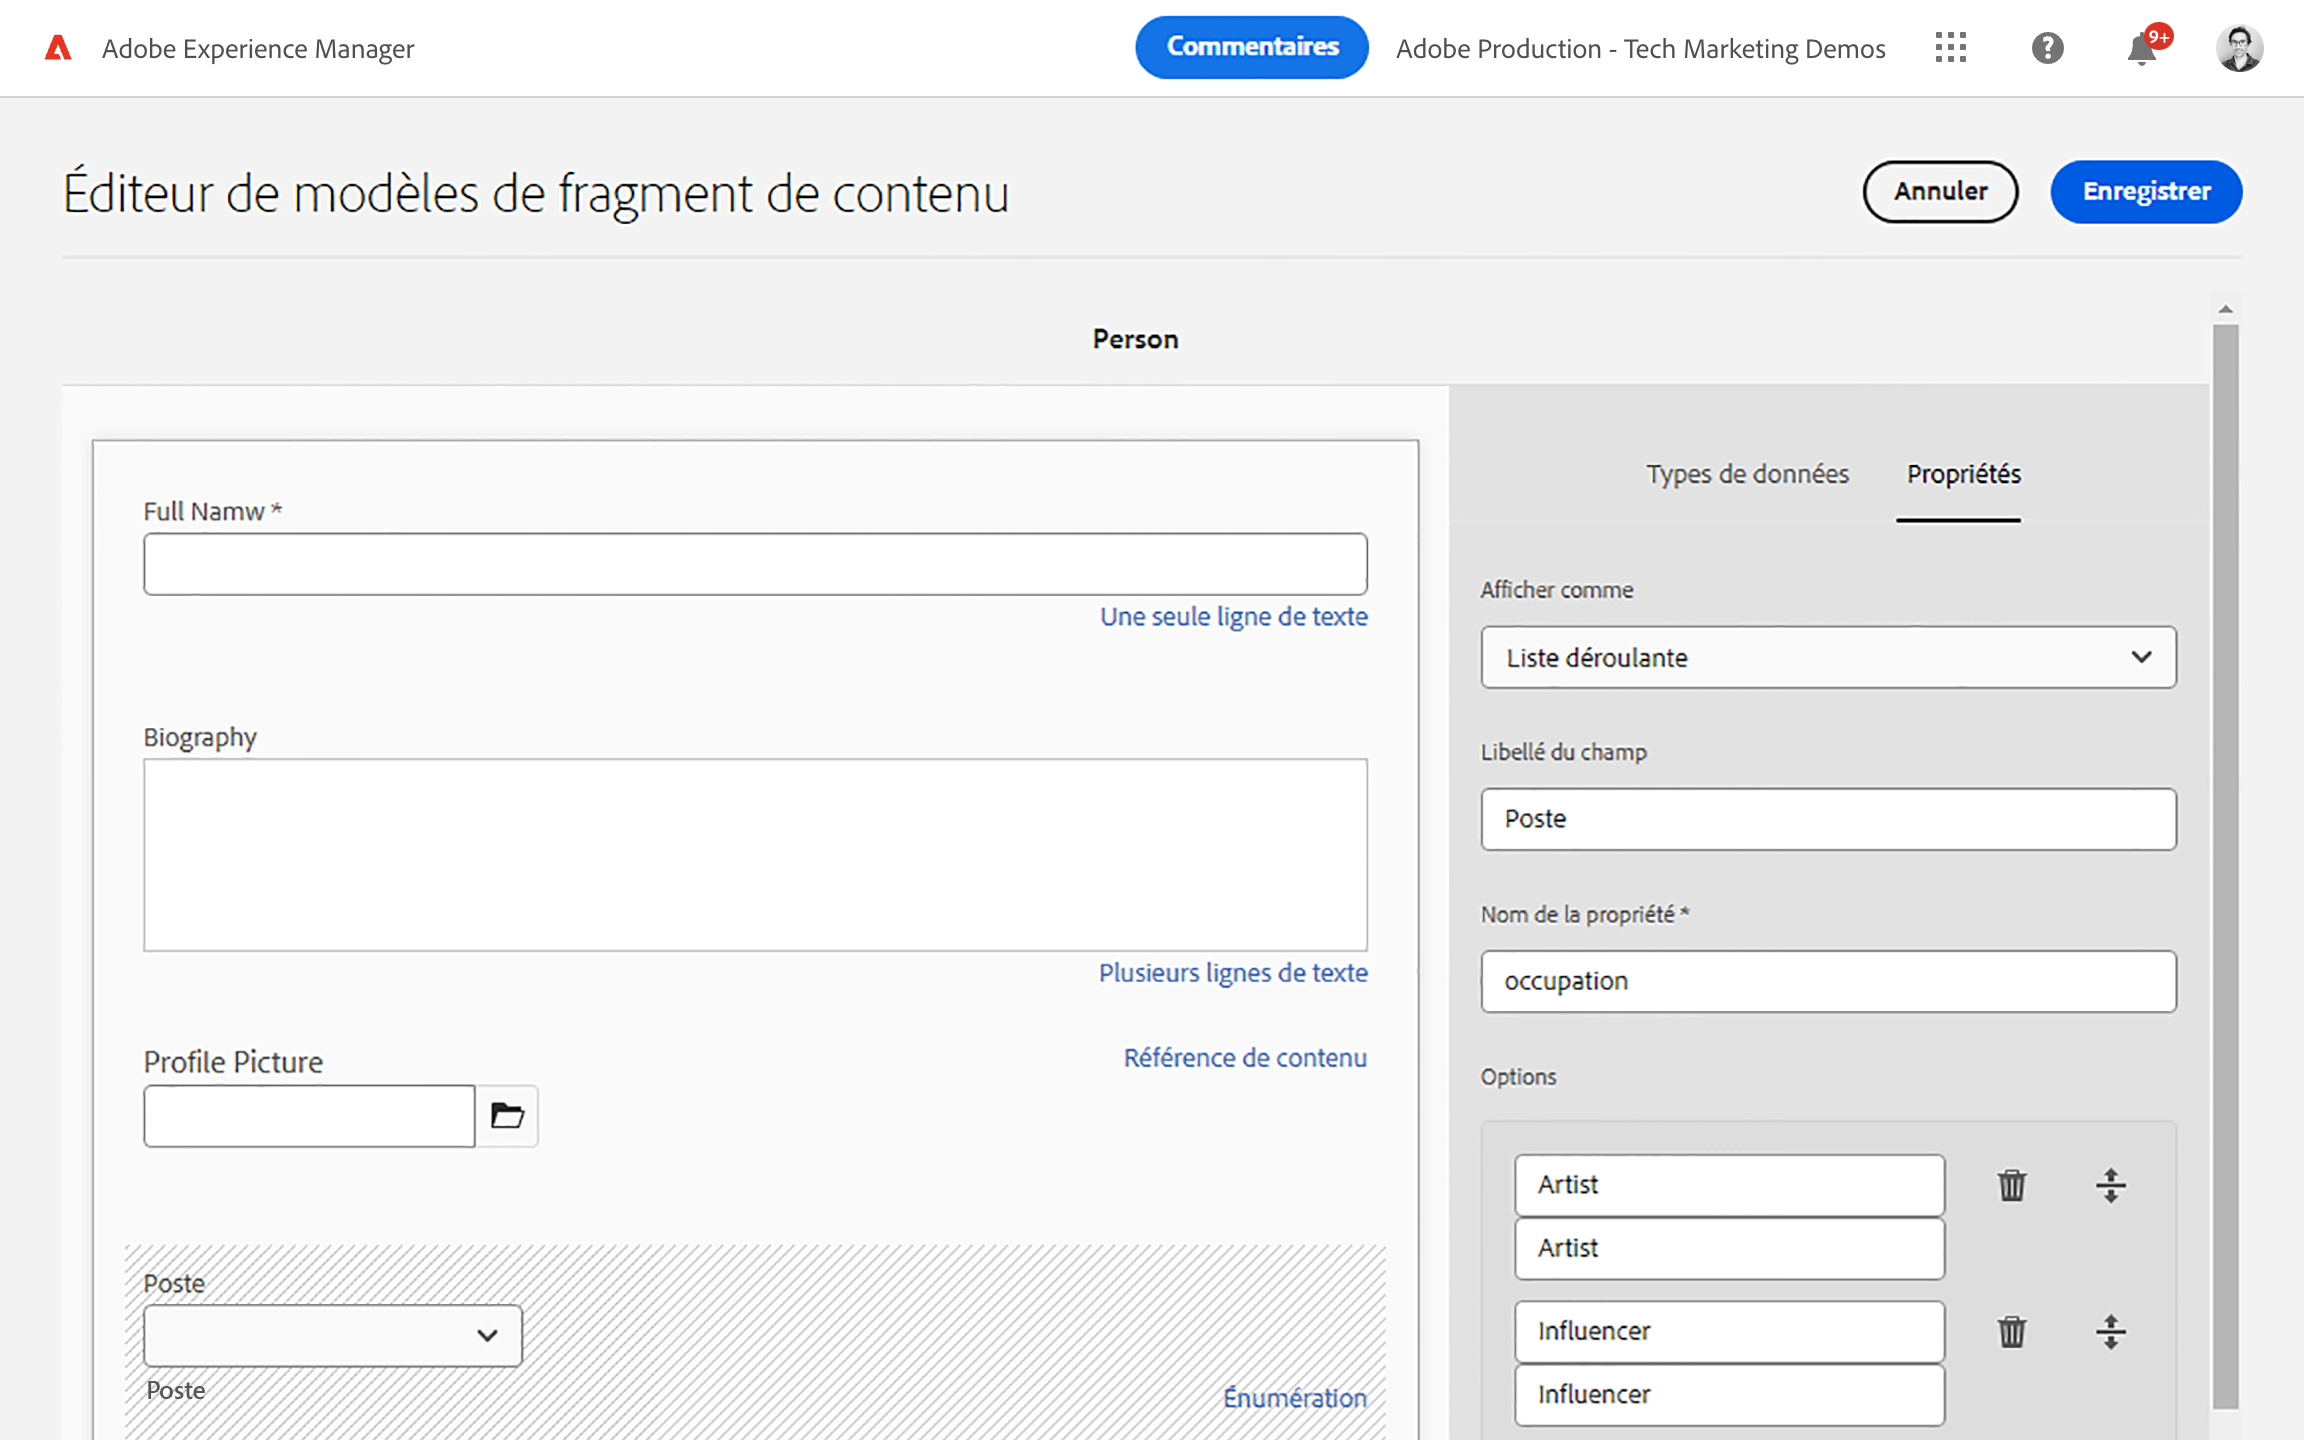 Adobe Experience Manager
Commentaires
Adobe Production - Tech Marketing Demos
9+
Éditeur de modèles de fragment de contenu
Annuler
Enregistrer
Person
Full Namw *
Une seule ligne de texte
Biography
Plusieurs lignes de texte
Profile Picture
Référence de contenu
Poste
Poste
Énumération
Types de données
Propriétés
Afficher comme
Liste déroulante
Libellé du champ
Poste
Nom de la propriété *
occupation
Options
Artist
Artist
Influencer
Influencer